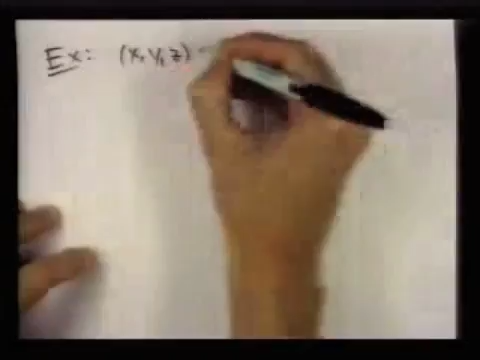 Ex: (x, y, z) =